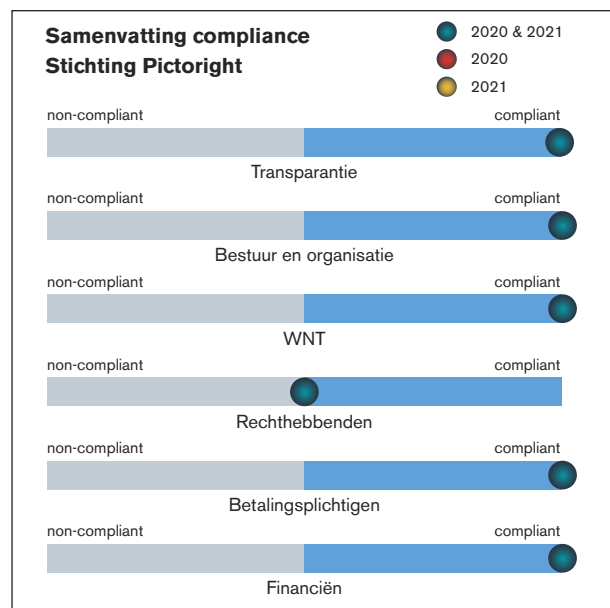 Samenvatting compliance
Stichting Pictoright
2020 & 2021
2020
2021
non-compliant compliant
Transparantie
non-compliant compliant
Bestuur en organisatie
non-compliant compliant
WNT
non-compliant compliant
Rechthebbenden
non-compliant compliant
Betalingsplichtigen
non-compliant compliant
Financiën